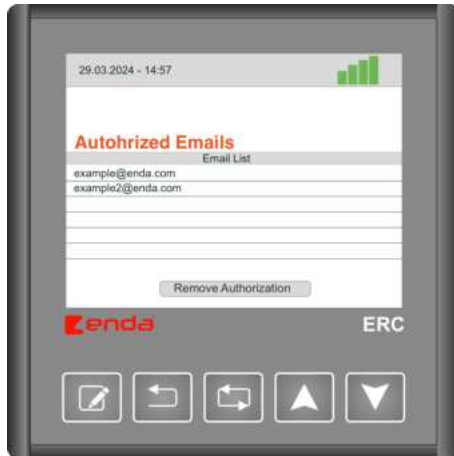 29.03.2024 - 14:57
Autohrized Emails
Email List
example@enda.com
example2@enda.com
Remove Authorization
enda
ERC